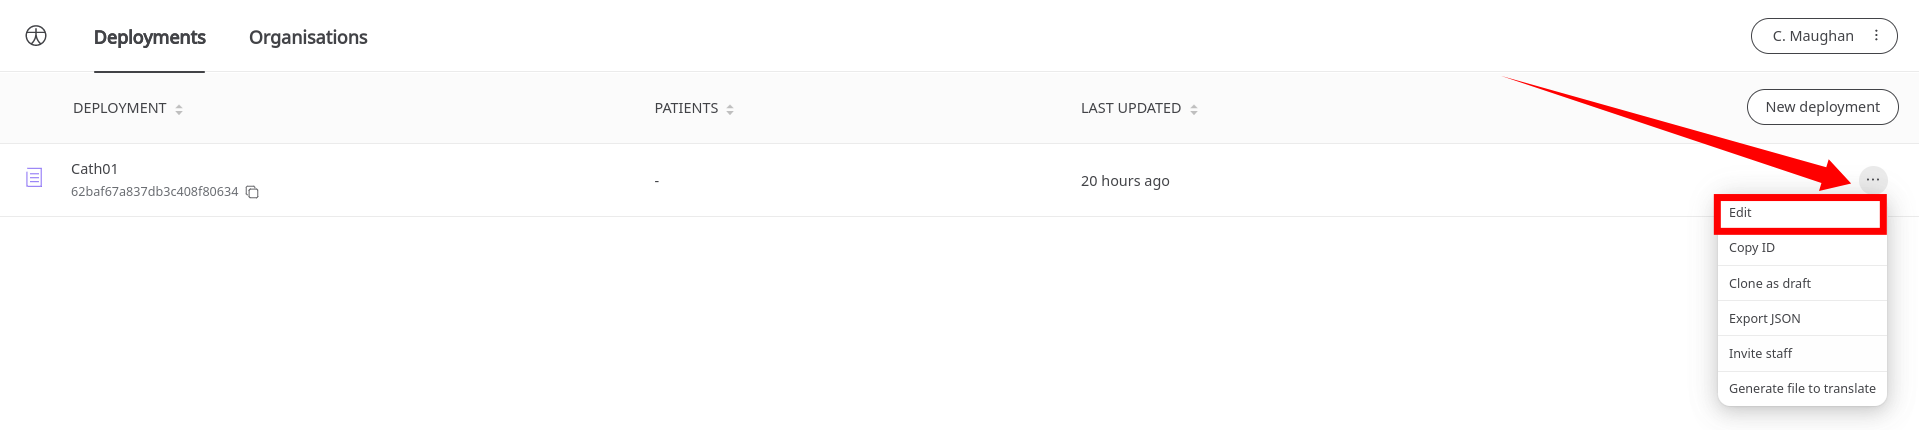 Deployments Organisations C. Maughan
DEPLOYMENT PATIENTS LAST UPDATED New deployment
Cath01
62baf67a837db3c408f80634
- 20 hours ago
Edit
Copy ID
Clone as draft
Export JSON
Invite staff
Generate file to translate